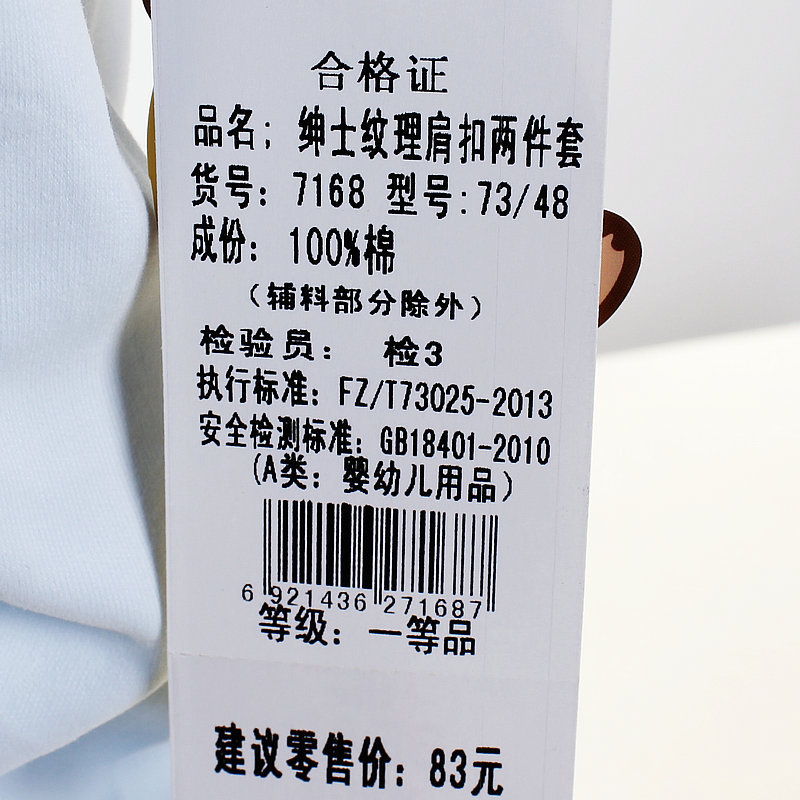 合格证
品名；绅士纹理肩扣两件套
货号：7168 型号:73/48
成份：100%棉
（辅料部分除外）
检验员： 检3
执行标准：FZ/T73025-2013
安全检测标准：GB18401-2010
(A类：婴幼儿用品）
6 921436 271687
等级：一等品
建议零售价：83元